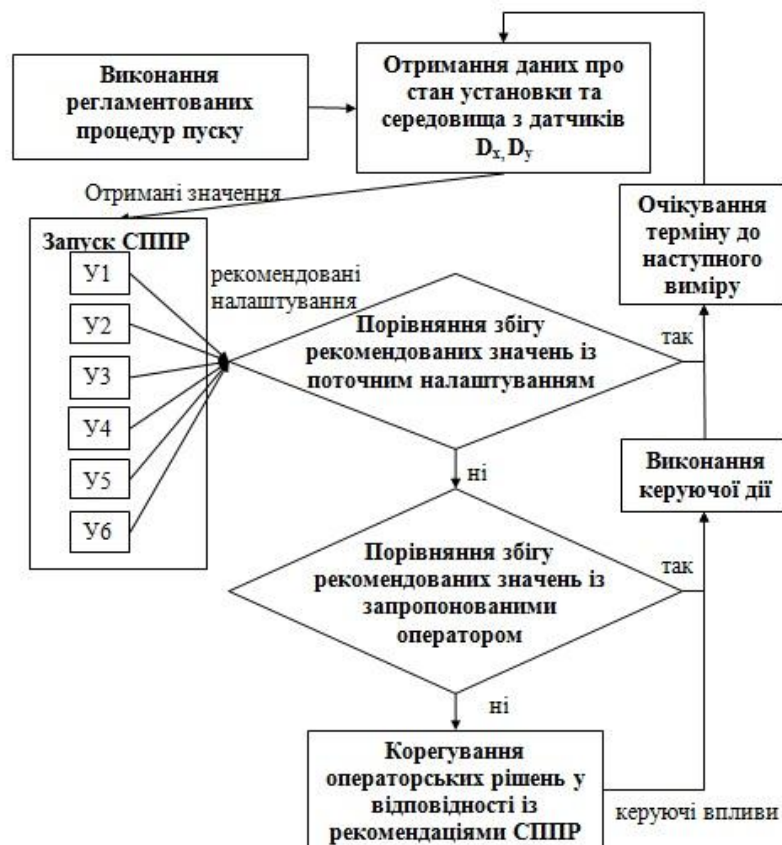 Виконання
регламентованих
процедур пуску
Отримання даних про
стан установки та
середовища з датчиків
Dx, Dy
Отримані значення
Запуск СППР
У1
У2
У3
У4
У5
У6
рекомендовані
налаштування
Порівняння збігу
рекомендованих значень із
поточним налаштуванням
так
Очікування
терміну до
наступного
виміру
ні
Виконання
керуючої дії
Порівняння збігу
рекомендованих значень із
запропонованими
оператором
так
ні
Корегування
операторських рішень у
відповідності із
рекомендаціями СППР
керуючі впливи